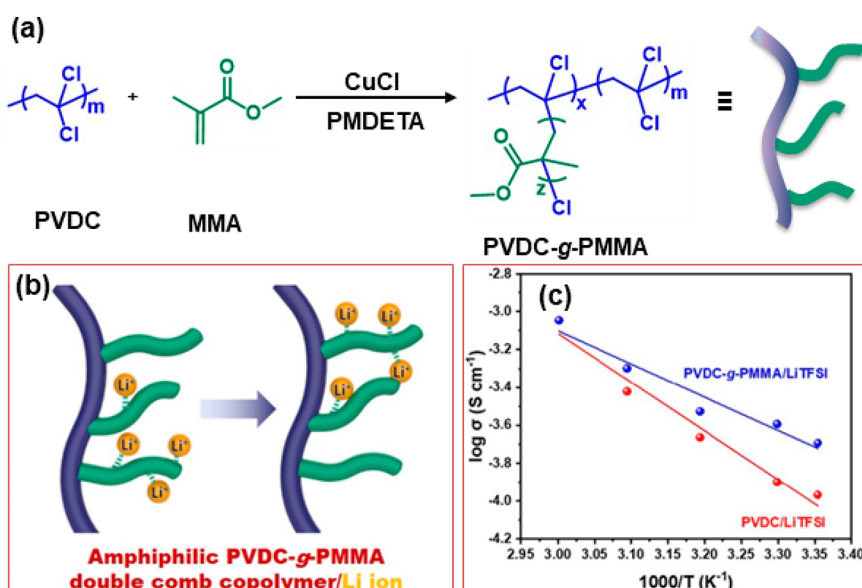 (a)
Cl
m
Cl
PVDC
+
O
O
MMA
CuCl
PMDETA
Cl
x
Cl
m
Cl
O
O
z
Cl
PVDC-g-PMMA
≡
(b)
Li⁺
Li⁺
Li⁺
Li⁺
Li⁺
Li⁺
Li⁺
Li⁺
Amphiphilic PVDC-g-PMMA
double comb copolymer/Li ion
(c)
log σ (S cm⁻¹)
-2.8
-3.0
-3.2
-3.4
-3.6
-3.8
-4.0
-4.2
PVDC-g-PMMA/LiTFSI
PVDC/LiTFSI
2.95 3.00 3.05 3.10 3.15 3.20 3.25 3.30 3.35 3.40
1000/T (K⁻¹)